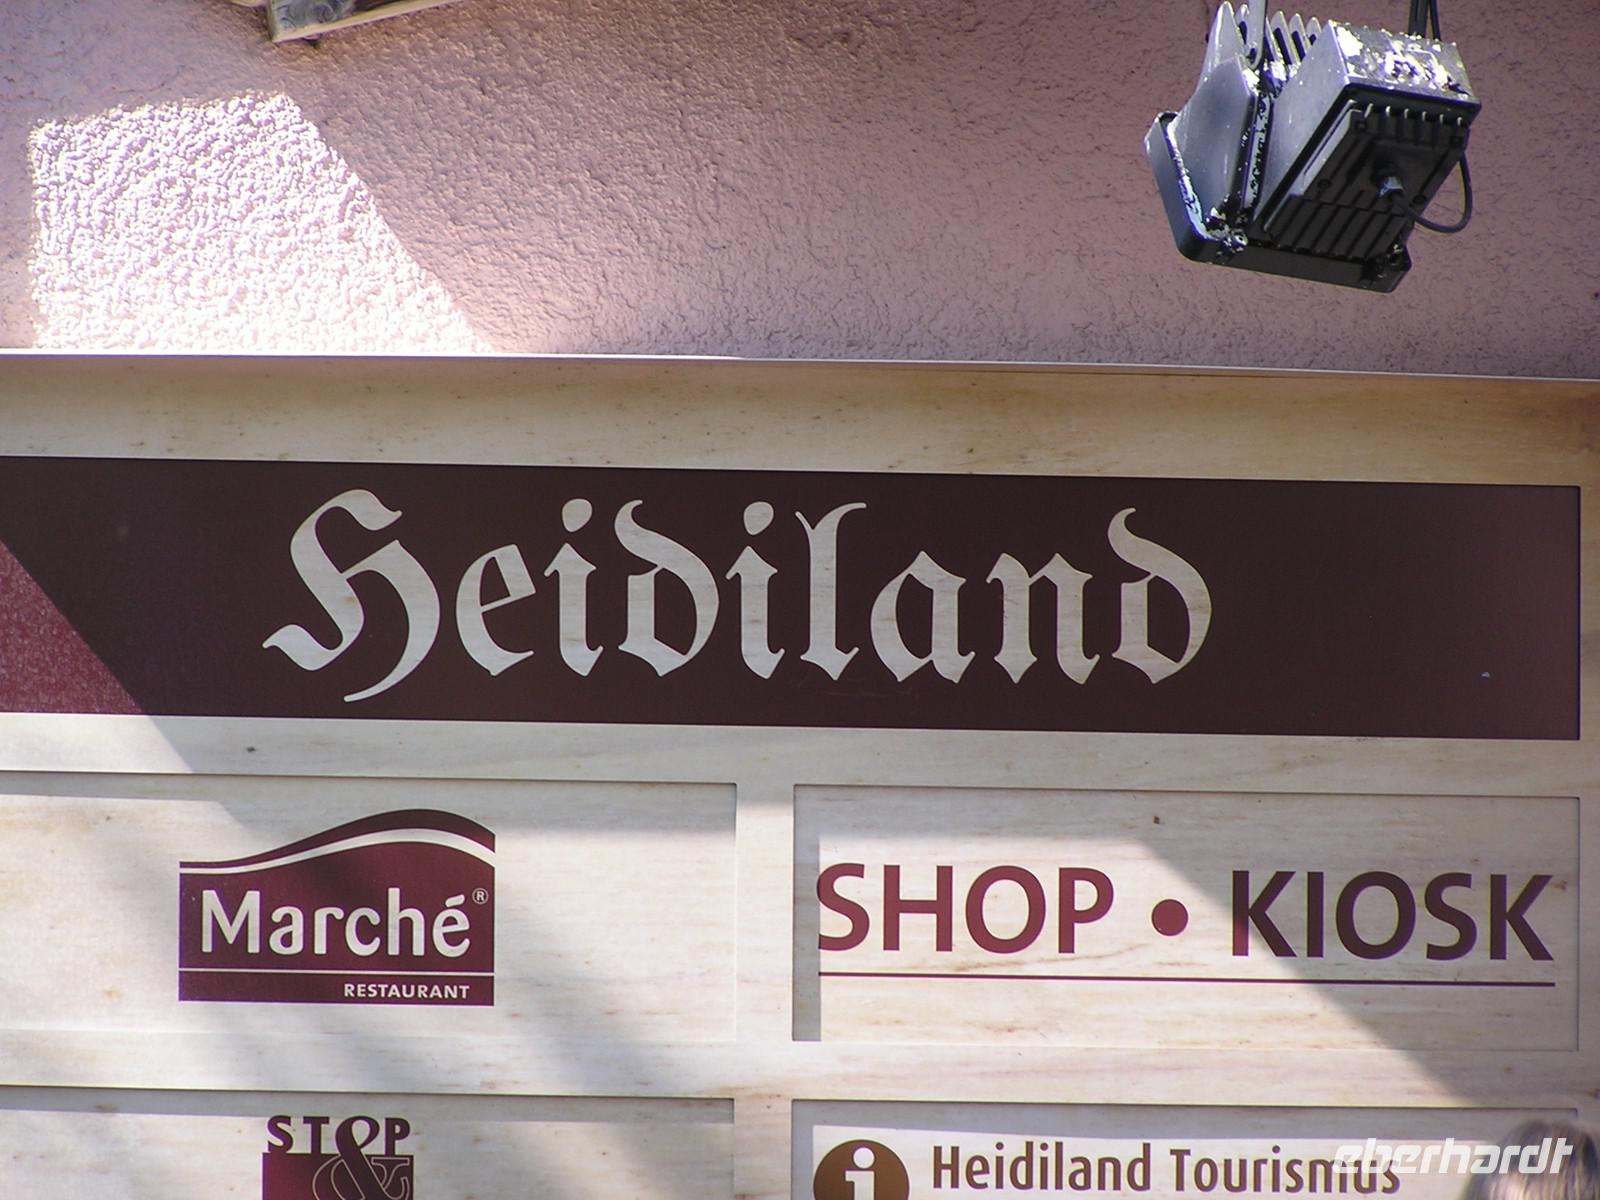 Heidiland
Marché®
RESTAURANT
SHOP • KIOSK
STOP
&
i Heidiland Tourismus
eberhardt